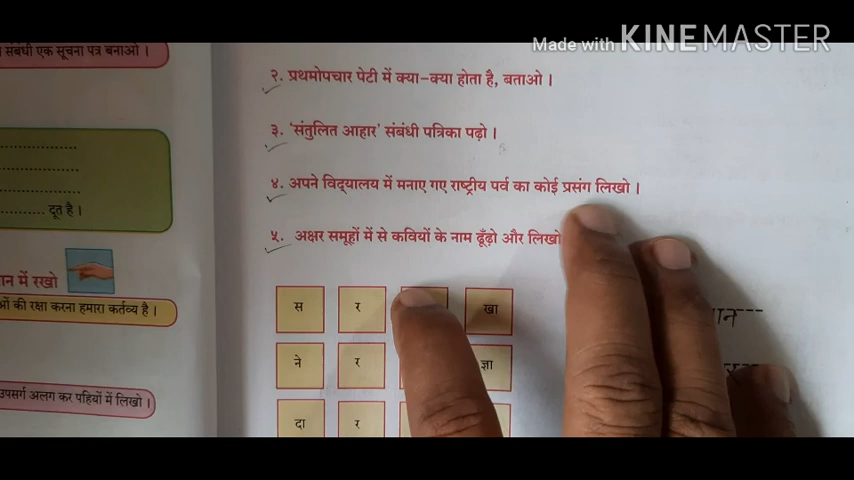 Made with KINEMASTER
संबंधी एक सूचना पत्र बनाओ ।
२. प्रथमोपचार पेटी में क्या-क्या होता है, बताओ ।
३. 'संतुलित आहार' संबंधी पत्रिका पढ़ो ।
४. अपने विद्यालय में मनाए गए राष्ट्रीय पर्व का कोई प्रसंग लिखो ।
५. अक्षर समूहों में से कवियों के नाम ढूँढ़ो और लिखो
.......... दूत है ।
ान में रखो
ओं की रक्षा करना हमारा कर्तव्य है ।
उपसर्ग अलग कर पहियों में लिखो ।
स र खा
ने र ज्ञा
दा र